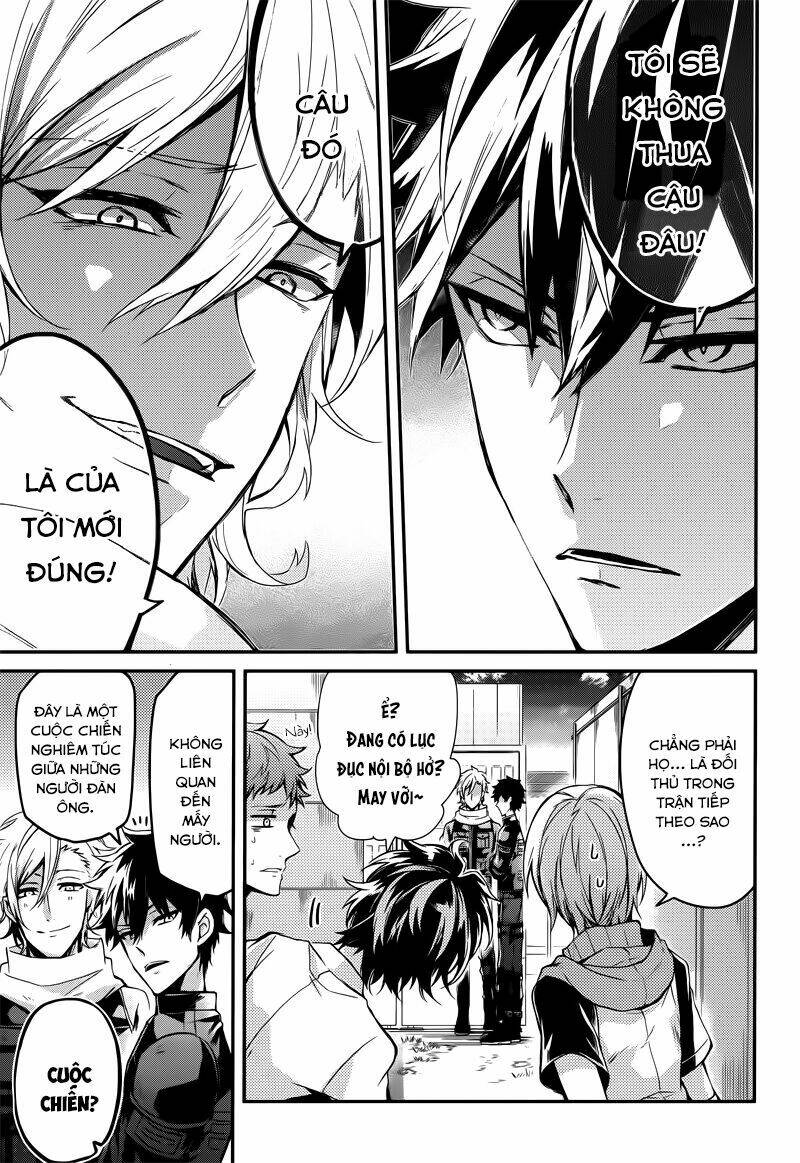 TÔI SẼ
KHÔNG
THUA
CẬU
ĐÂU!
CÂU
ĐÓ
LÀ CỦA
TÔI MỚI
ĐÚNG!
CHẲNG PHẢI
HỌ... LÀ ĐỐI
THỦ TRONG
TRẬN TIẾP
THEO SAO
...?
Ể?
ĐANG CÓ LỤC
ĐỤC NỘI BỘ HỞ?
MAY VỠI~
Này!
KHÔNG
LIÊN
QUAN
ĐẾN
MẤY
NGƯỜI.
ĐÂY LÀ MỘT
CUỘC CHIẾN
NGHIÊM TÚC
GIỮA NHỮNG
NGƯỜI ĐÀN
ÔNG.
CUỘC
CHIẾN?